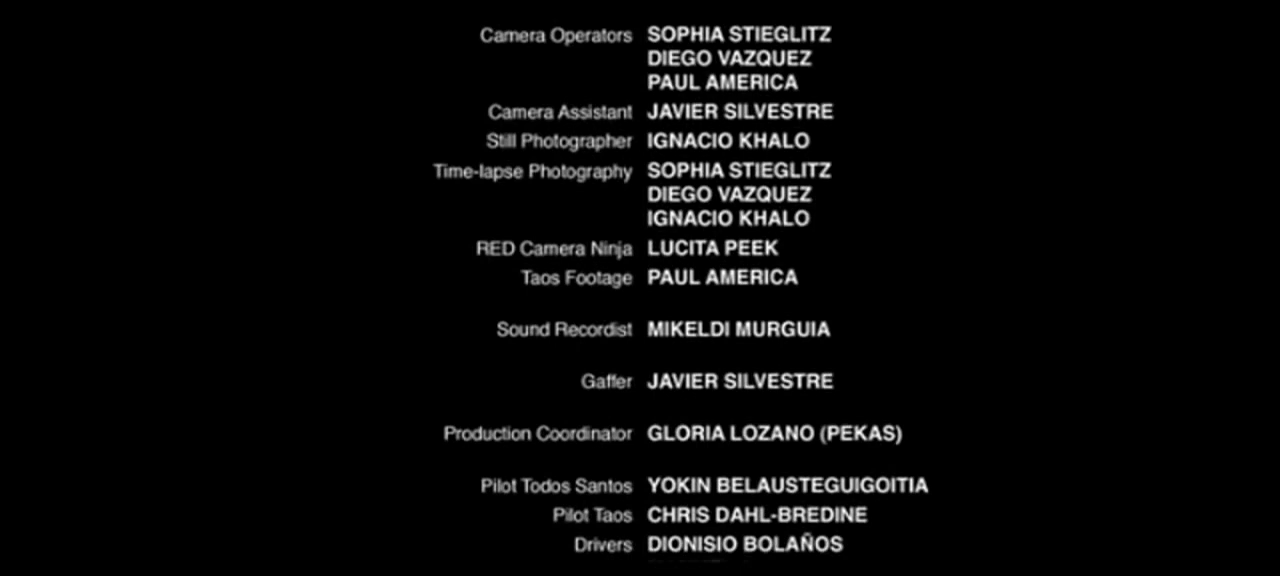 Camera Operators SOPHIA STIEGLITZ
DIEGO VAZQUEZ
PAUL AMERICA
Camera Assistant JAVIER SILVESTRE
Still Photographer IGNACIO KHALO
Time-lapse Photography SOPHIA STIEGLITZ
DIEGO VAZQUEZ
IGNACIO KHALO
RED Camera Ninja LUCITA PEEK
Taos Footage PAUL AMERICA
Sound Recordist MIKELDI MURGUIA
Gaffer JAVIER SILVESTRE
Production Coordinator GLORIA LOZANO (PEKAS)
Pilot Todos Santos YOKIN BELAUSTEGUIGOITIA
Pilot Taos CHRIS DAHL-BREDINE
Drivers DIONISIO BOLAÑOS